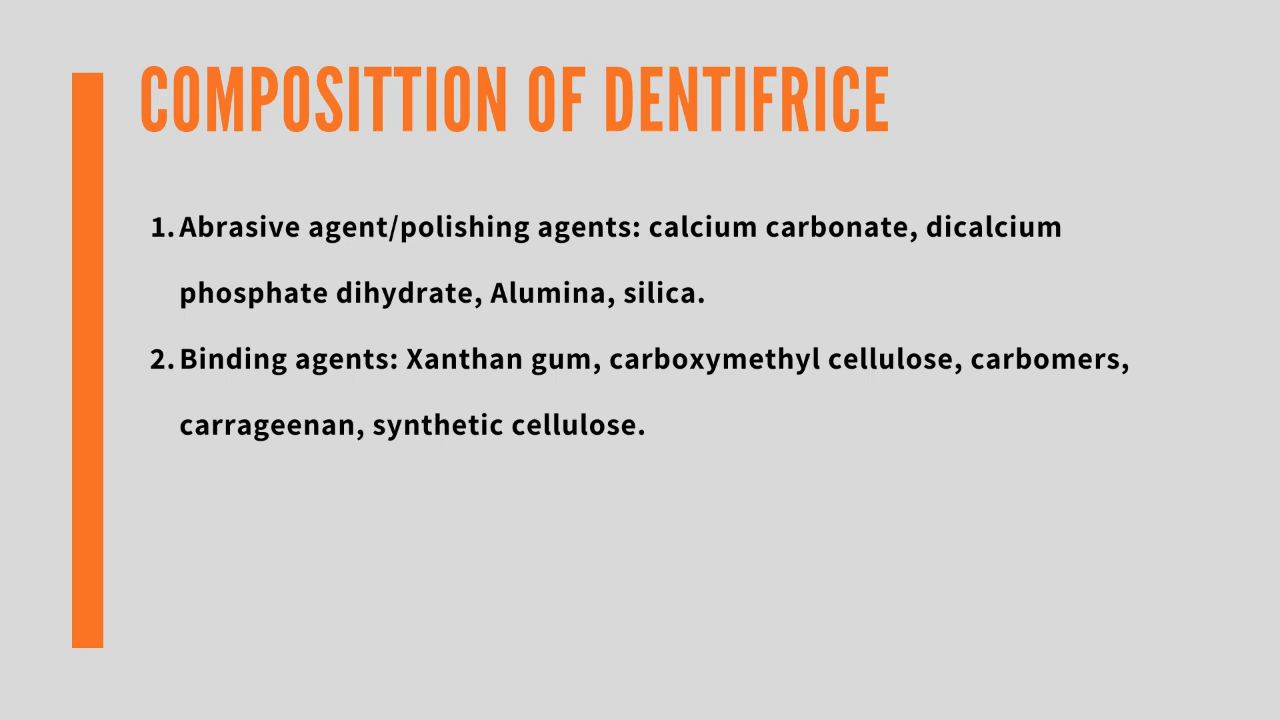 COMPOSITTION OF DENTIFRICE
1. Abrasive agent/polishing agents: calcium carbonate, dicalcium
phosphate dihydrate, Alumina, silica.
2. Binding agents: Xanthan gum, carboxymethyl cellulose, carbomers,
carrageenan, synthetic cellulose.